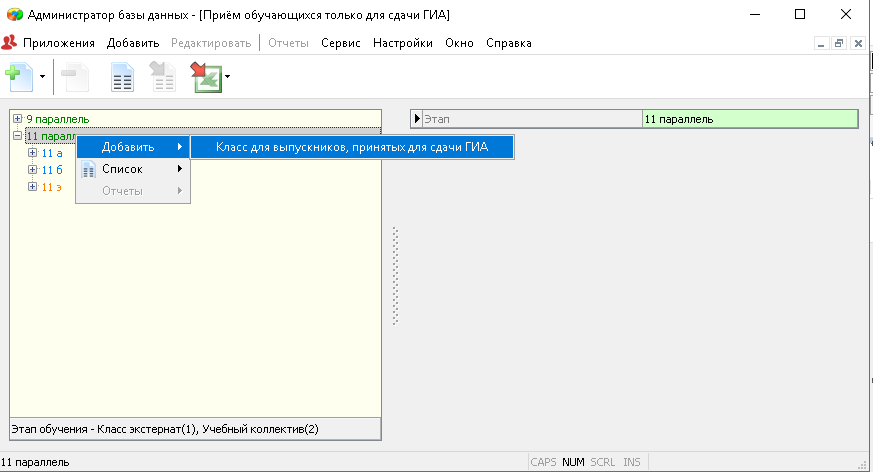 Администратор базы данных - [Приём обучающихся только для сдачи ГИА]
Приложения Добавить Редактировать Отчеты Сервис Настройки Окно Справка
9 параллель
11 паралл
11 а
11 б
11 э
Добавить
Список
Отчеты
Класс для выпускников, принятых для сдачи ГИА
Этап 11 параллель
Этап обучения - Класс экстернат(1), Учебный коллектив(2)
11 параллель CAPS NUM SCRL INS